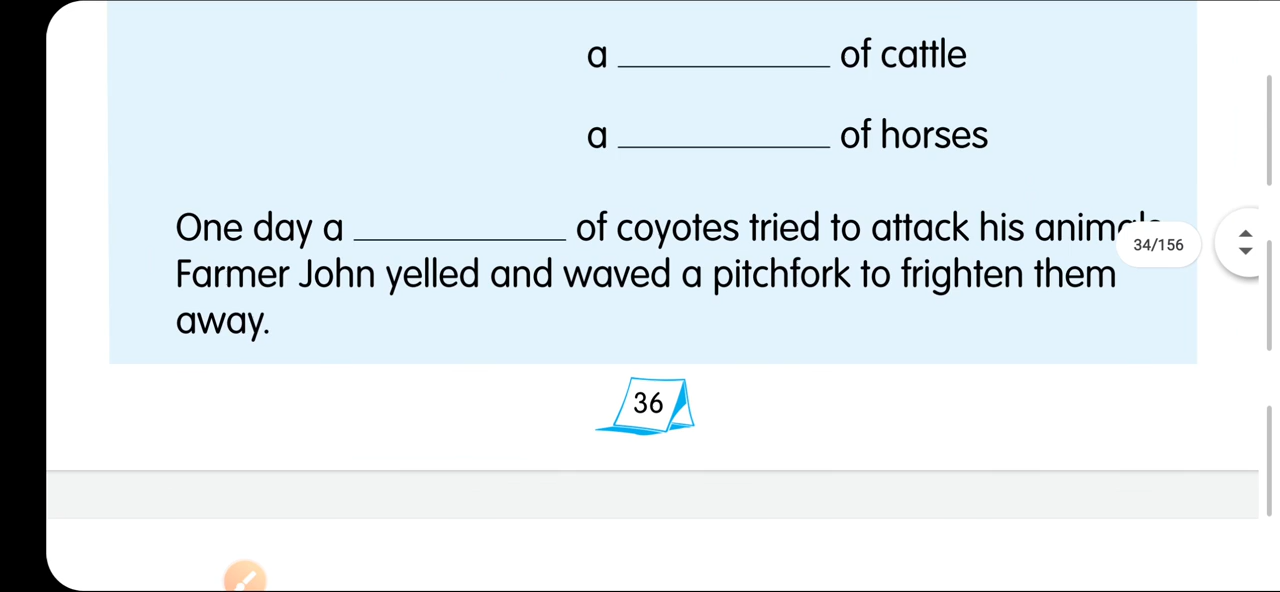 a ____________ of cattle
a ____________ of horses
One day a ____________ of coyotes tried to attack his
34/156
Farmer John yelled and waved a pitchfork to frighten them
away.
36